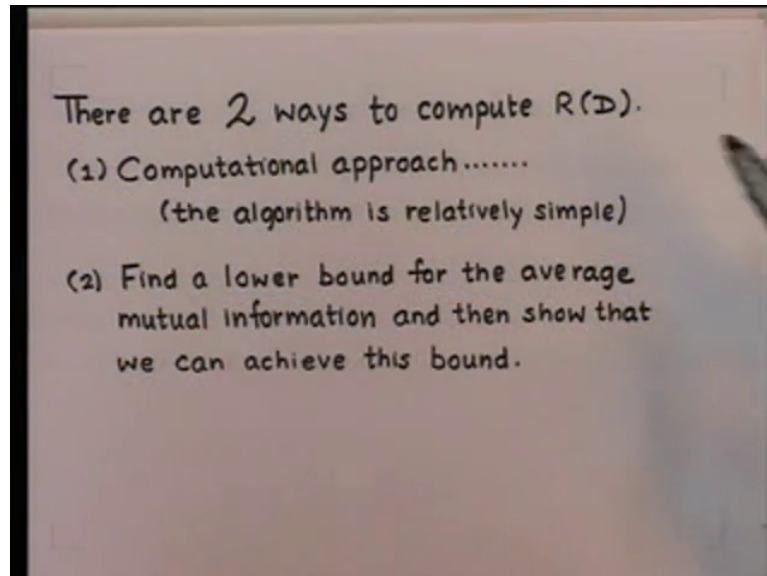 There are 2 ways to compute R(D).
(1) Computational approach.......
(the algorithm is relatively simple)
(2) Find a lower bound for the average
mutual information and then show that
we can achieve this bound.